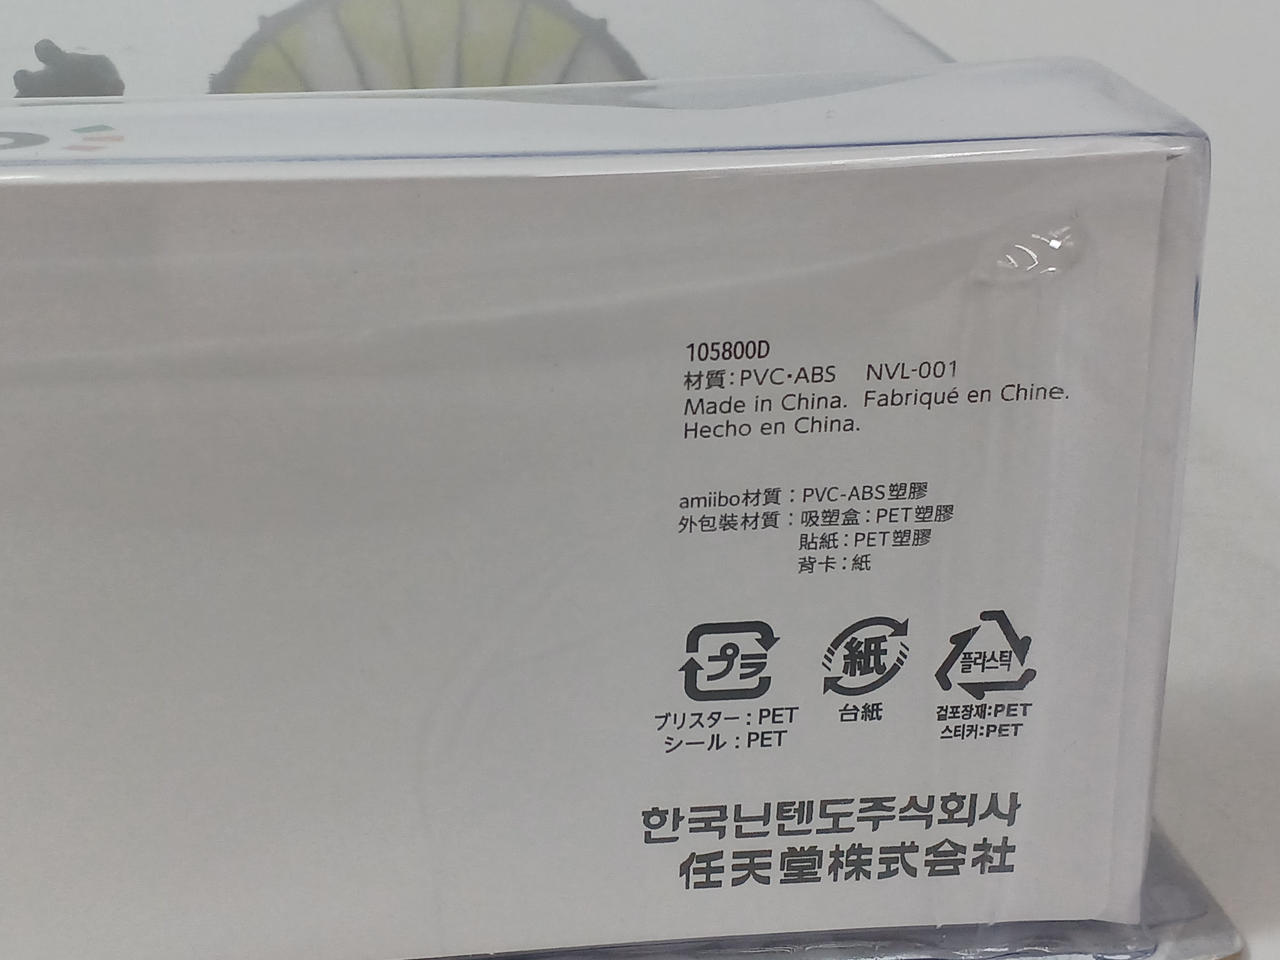 105800D
材質：PVC・ABS NVL-001
Made in China. Fabriqué en Chine.
Hecho en China.
amiibo材質：PVC-ABS塑膠
外包裝材質：吸塑盒：PET塑膠
貼紙：PET塑膠
背卡：紙
プラ 紙 플라스틱
ブリスター：PET 台紙 겉포장재:PET
シール：PET 스티커:PET
한국닌텐도주식회사
任天堂株式会社